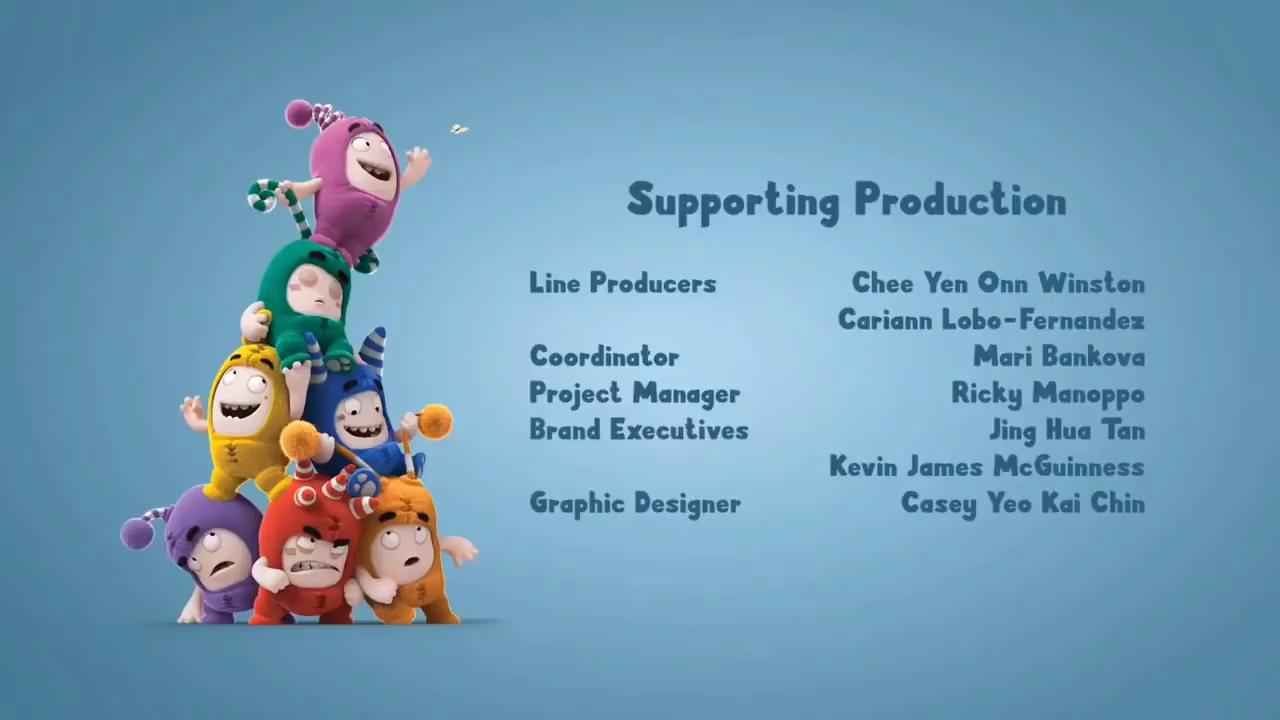 Supporting Production
Line Producers Chee Yen Onn Winston
Cariann Lobo-Fernandez
Coordinator Mari Bankova
Project Manager Ricky Manoppo
Brand Executives Jing Hua Tan
Kevin James McGuinness
Graphic Designer Casey Yeo Kai Chin